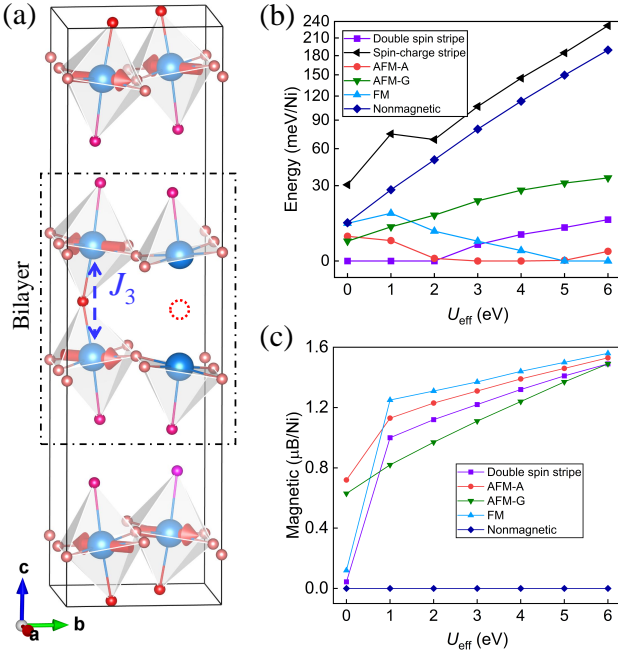 (a)
Bilayer
J3
c
a
b
(b)
Energy (meV/Ni)
240
210
180
150
120
90
60
30
0
Double spin stripe
Spin-charge stripe
AFM-A
AFM-G
FM
Nonmagnetic
0 1 2 3 4 5 6
Ueff (eV)
(c)
Magnetic (μB/Ni)
1.6
1.2
0.8
0.4
0.0
Double spin stripe
AFM-A
AFM-G
FM
Nonmagnetic
0 1 2 3 4 5 6
Ueff (eV)